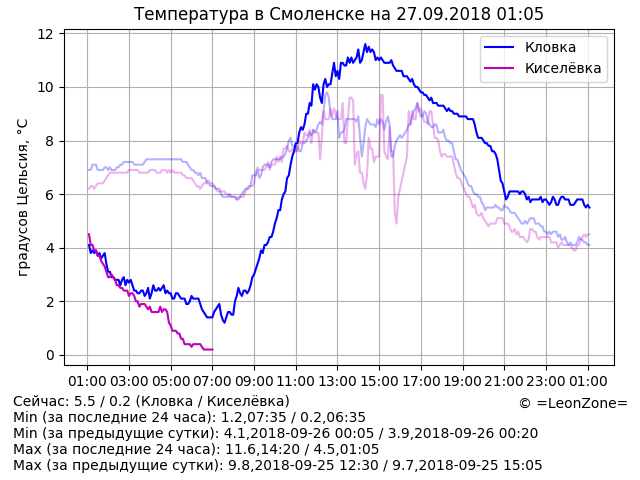 Температура в Смоленске на 27.09.2018 01:05
градусов Цельсия, °C
12
10
8
6
4
2
0
Кловка
Киселёвка
01:00 03:00 05:00 07:00 09:00 11:00 13:00 15:00 17:00 19:00 21:00 23:00 01:00
Сейчас: 5.5 / 0.2 (Кловка / Киселёвка)
© =LeonZone=
Min (за последние 24 часа): 1.2,07:35 / 0.2,06:35
Min (за предыдущие сутки): 4.1,2018-09-26 00:05 / 3.9,2018-09-26 00:20
Max (за последние 24 часа): 11.6,14:20 / 4.5,01:05
Max (за предыдущие сутки): 9.8,2018-09-25 12:30 / 9.7,2018-09-25 15:05